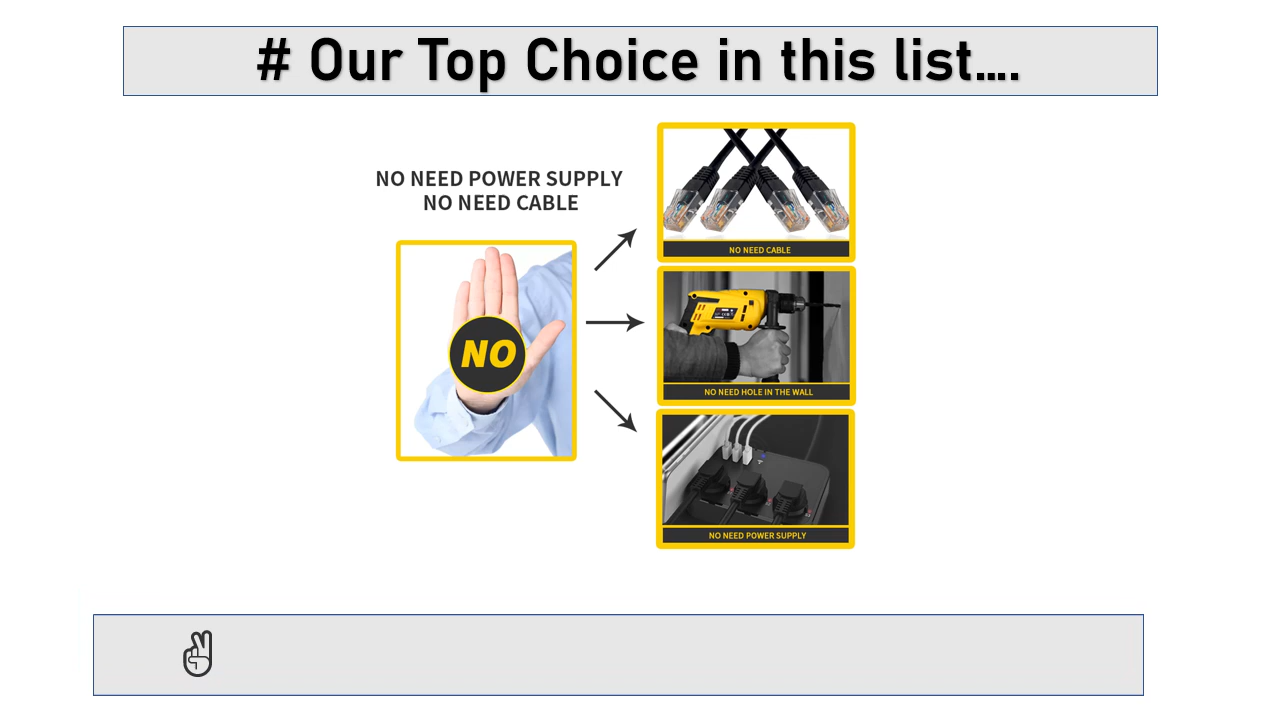 # Our Top Choice in this list....
NO NEED POWER SUPPLY
NO NEED CABLE
NO
NO NEED CABLE
NO NEED HOLE IN THE WALL
NO NEED POWER SUPPLY